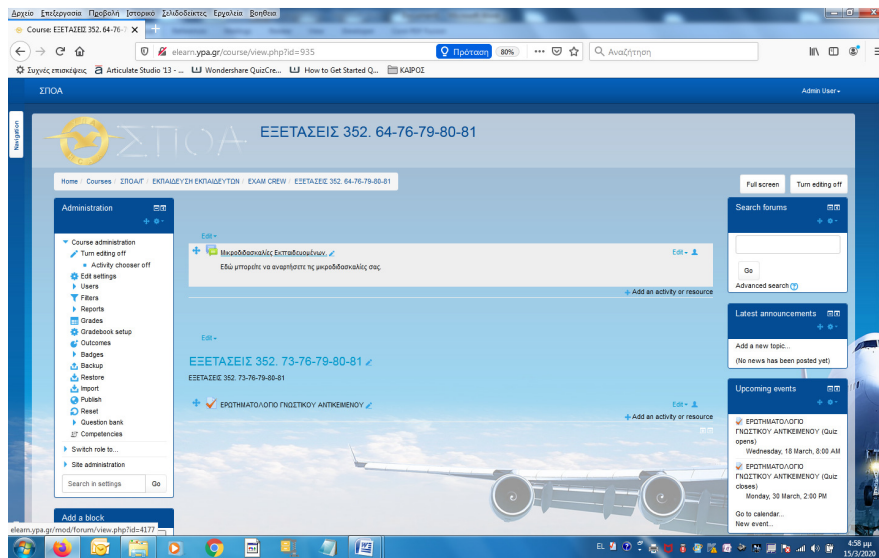 Αρχείο Επεξεργασία Προβολή Ιστορικό Σελιδοδείκτες Εργαλεία Βοήθεια
Course: ΕΞΕΤΑΣΕΙΣ 352. 64-76-7
elearn.ypa.gr/course/view.php?id=935
Πρόταση
80%
Αναζήτηση
Συχνές επισκέψεις
Articulate Studio '13 - ...
Wondershare QuizCre...
How to Get Started Q...
ΚΑΙΡΟΣ
ΣΠΟΑ
Admin User
Navigation
ΣΠΟΑ
ΕΞΕΤΑΣΕΙΣ 352. 64-76-79-80-81
Home / Courses / ΣΠΟΑ/Γ / ΕΚΠΑΙΔΕΥΣΗ ΕΚΠΑΙΔΕΥΤΩΝ / EXAM CREW / ΕΞΕΤΑΣΕΙΣ 352. 64-76-79-80-81
Full screen
Turn editing off
Administration
Course administration
Turn editing off
Activity chooser off
Edit settings
Users
Filters
Reports
Grades
Gradebook setup
Outcomes
Badges
Backup
Restore
Import
Publish
Reset
Question bank
Competencies
Switch role to...
Site administration
Search in settings
Go
Add a block
Edit
Μικροδιδασκαλίες Εκπαιδευομένων.
Edit
Εδώ μπορείτε να αναρτήσετε τις μικροδιδασκαλίες σας.
Add an activity or resource
Edit
ΕΞΕΤΑΣΕΙΣ 352. 73-76-79-80-81
ΕΞΕΤΑΣΕΙΣ 352. 73-76-79-80-81
ΕΡΩΤΗΜΑΤΟΛΟΓΙΟ ΓΝΩΣΤΙΚΟΥ ΑΝΤΙΚΕΙΜΕΝΟΥ
Edit
Add an activity or resource
Search forums
Go
Advanced search
Latest announcements
Add a new topic...
(No news has been posted yet)
Upcoming events
ΕΡΩΤΗΜΑΤΟΛΟΓΙΟ
ΓΝΩΣΤΙΚΟΥ ΑΝΤΙΚΕΙΜΕΝΟΥ (Quiz
opens)
Wednesday, 18 March, 8:00 AM
ΕΡΩΤΗΜΑΤΟΛΟΓΙΟ
ΓΝΩΣΤΙΚΟΥ ΑΝΤΙΚΕΙΜΕΝΟΥ (Quiz
closes)
Monday, 30 March, 2:00 PM
Go to calendar...
New event...
elearn.ypa.gr/mod/forum/view.php?id=4177
EL
4:58 μμ
15/3/2020